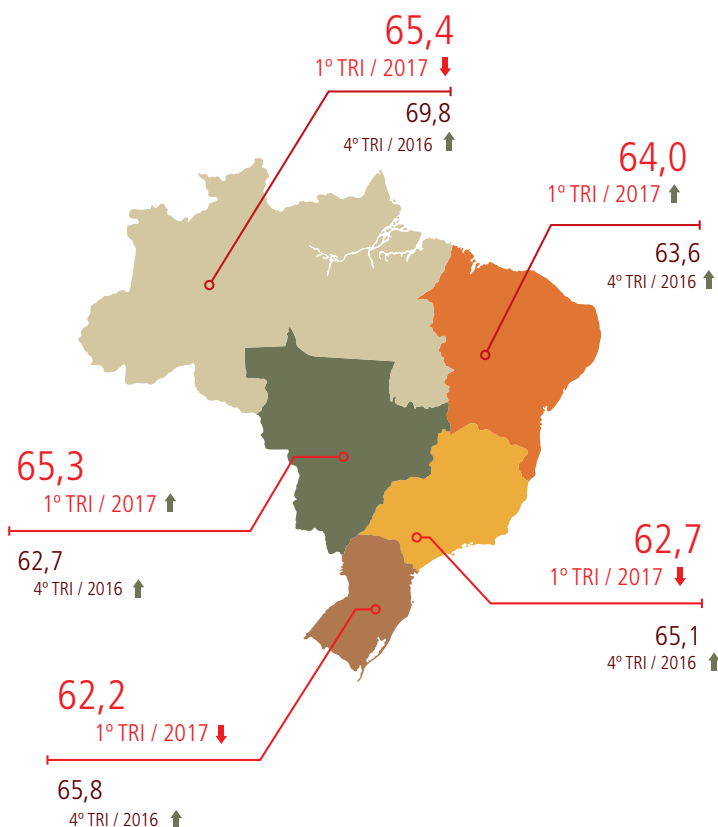 65,4
1º TRI / 2017
69,8
4º TRI / 2016
64,0
1º TRI / 2017
63,6
4º TRI / 2016
65,3
1º TRI / 2017
62,7
4º TRI / 2016
62,7
1º TRI / 2017
65,1
4º TRI / 2016
62,2
1º TRI / 2017
65,8
4º TRI / 2016